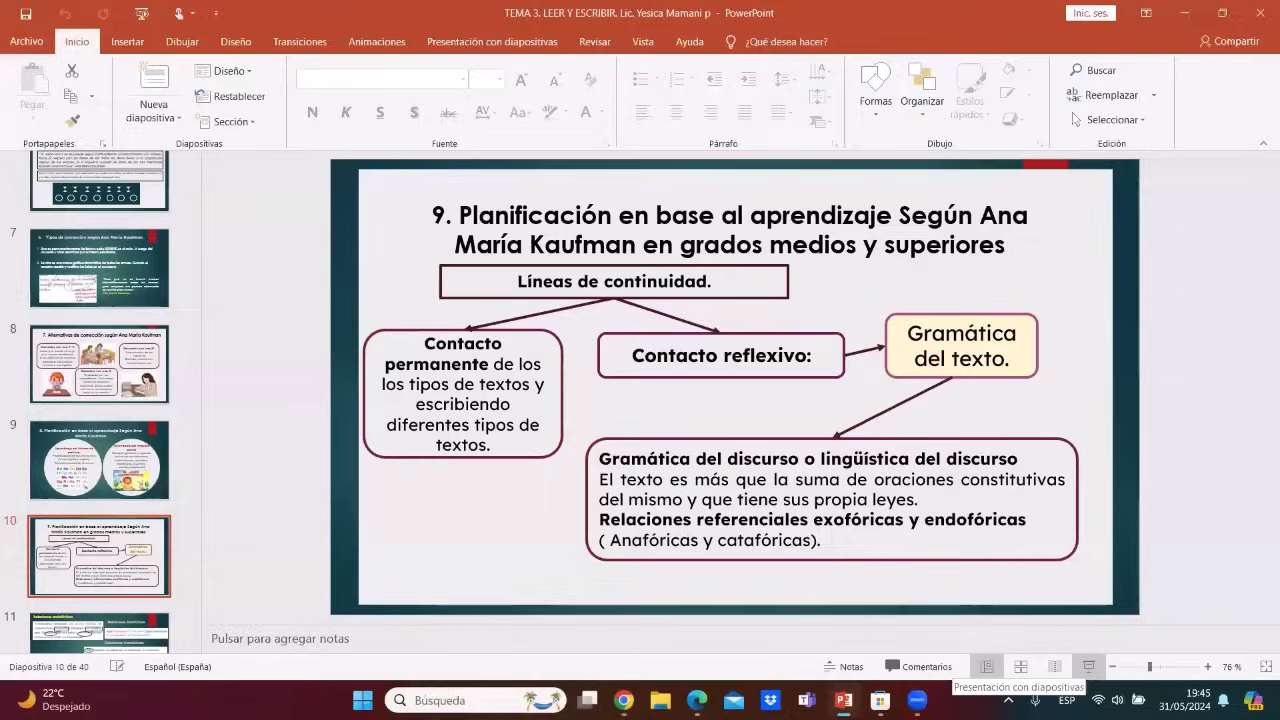 TEMA 3. LEER Y ESCRIBIR. Lic. Yesica Mamani p - PowerPoint
Inic. ses.
Archivo Inicio Insertar Dibujar Diseño Transiciones Animaciones Presentación con diapositivas Revisar Vista Ayuda ¿Qué desea hacer? Compartir
Pegar
Nueva diapositiva
Diseño
Restablecer
Sección
N K S abc AV Aa A
Formas Organizar Estilos rápidos
Buscar
Reemplazar
Seleccionar
Portapapeles Diapositivas Fuente Párrafo Edición
7
8
7. Alternativas de corrección según Ana María Kaufman
9
10
11
9. Planificación en base al aprendizaje Según Ana
María Kaufman en grados medios y superiores
Líneas de continuidad.
Contacto
permanente de los
los tipos de textos y
escribiendo
diferentes tipos de
textos.
Contacto reflexivo:
Gramática
del texto.
Gramática del discurso o lingüística del discurso
El texto es más que la suma de oraciones constitutivas
del mismo y que tiene sus propia leyes.
Relaciones referenciales exofóricas y endofóricas
( Anafóricas y catafóricas).
Pulsar para agregar notas
Diapositiva 10 de 40 Español (España) Notas Comentarios 76 %
Presentación con diapositivas
22°C
Despejado
Búsqueda
ESP
19:45
31/05/2024